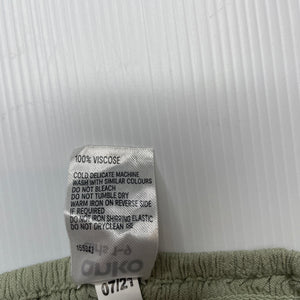 100% VISCOSE
COLD DELICATE MACHINE
WASH WITH SIMILAR COLOURS
DO NOT BLEACH
DO NOT TUMBLE DRY
WARM IRON ON REVERSE SIDE
IF REQUIRED
DO NOT IRON SHIRRING ELASTIC
DO NOT DRYCLEAN
anko
07/21